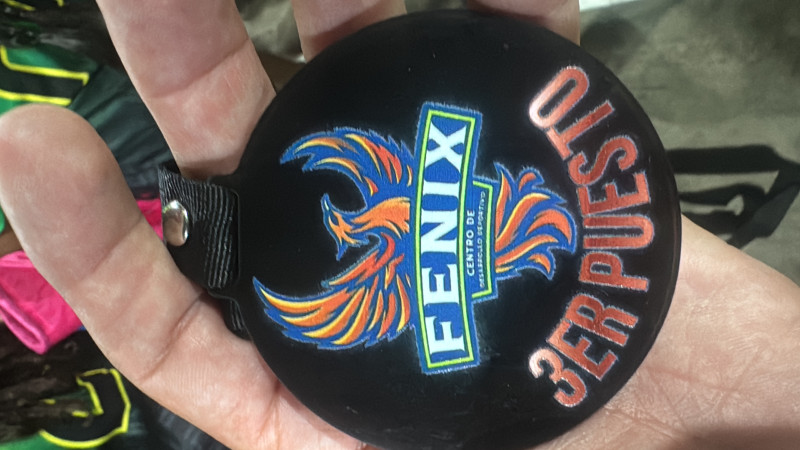 FENIX
CENTRO DE
DESARROLLO DEPORTIVO
3ER PUESTO